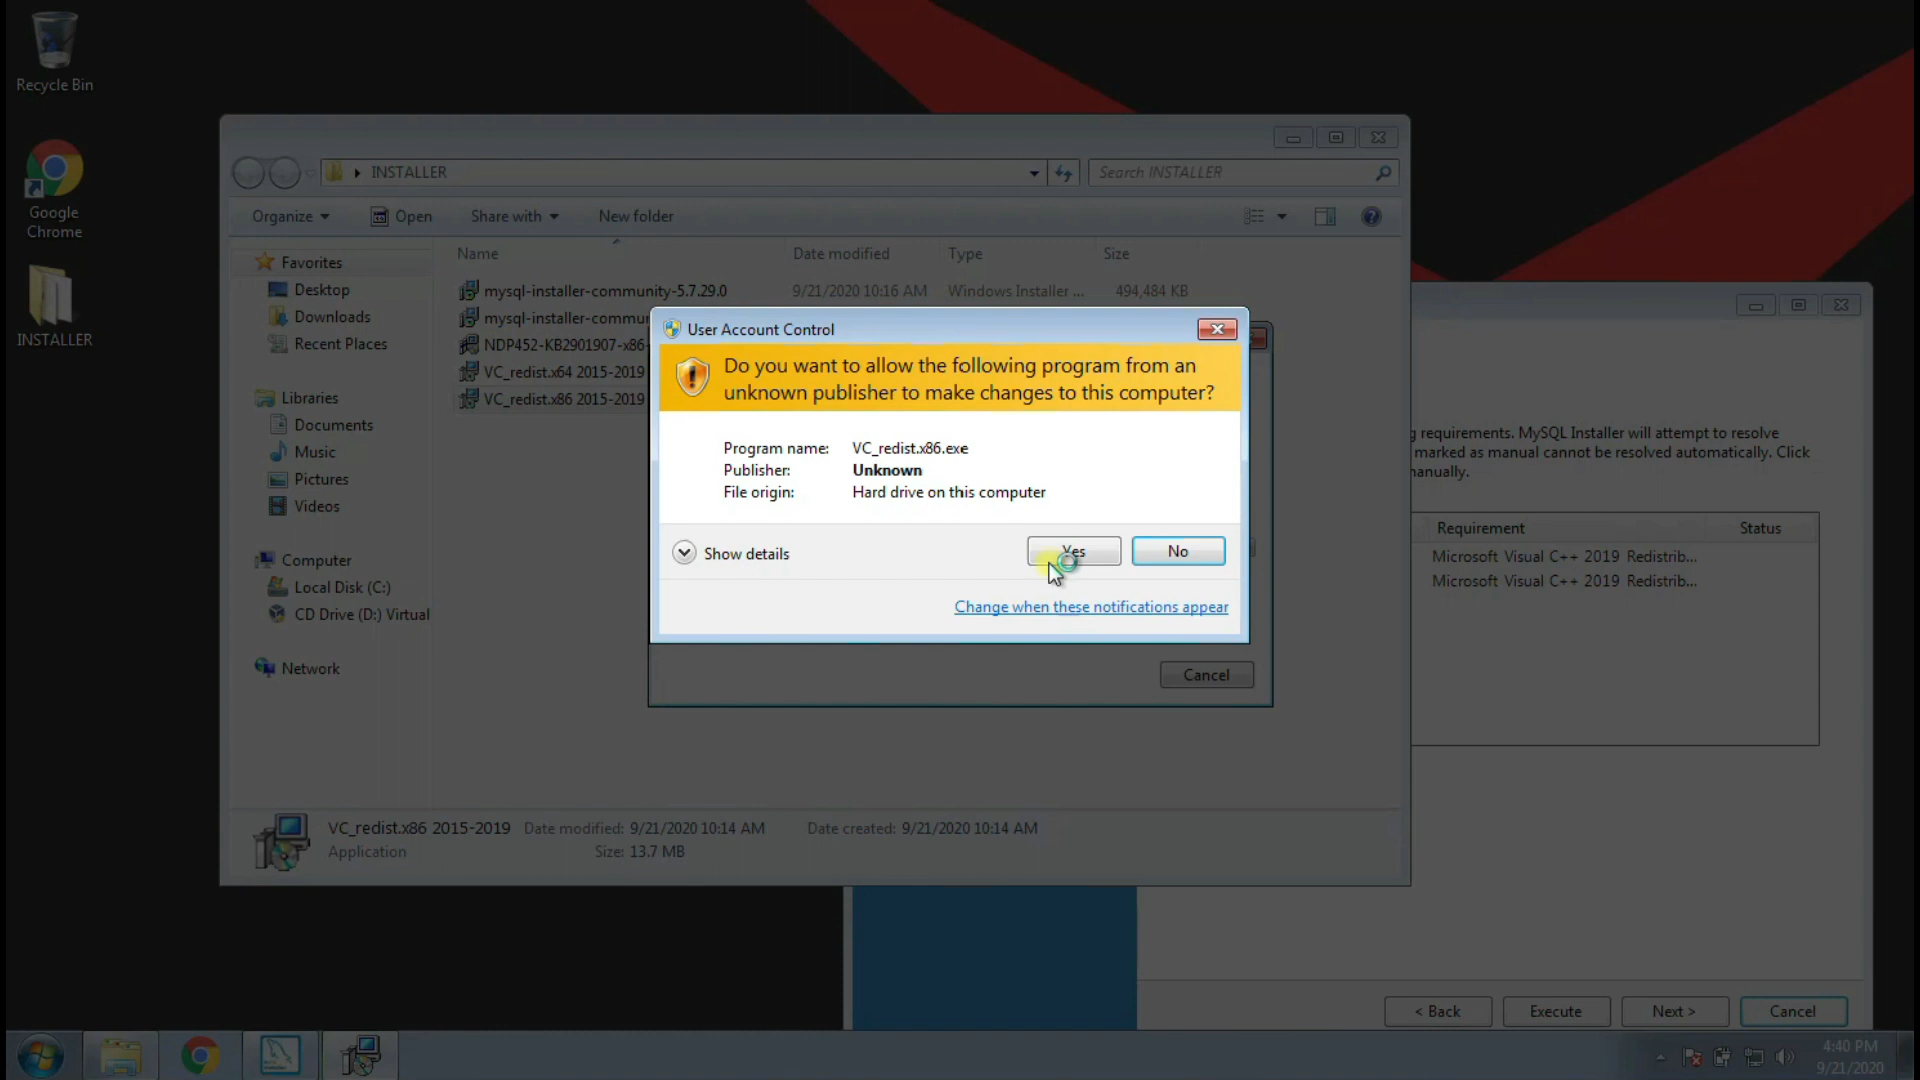 Recycle Bin
Google
Chrome
INSTALLER
INSTALLER
Search INSTALLER
Organize
Open
Share with
New folder
Favorites
Desktop
Downloads
Recent Places
Libraries
Documents
Music
Pictures
Videos
Computer
Local Disk (C:)
CD Drive (D:) Virtual
Network
Name
Date modified
Type
Size
mysql-installer-community-5.7.29.0
9/21/2020 10:16 AM
Windows Installer ...
494,484 KB
mysql-installer-commu
NDP452-KB2901907-x86
VC_redist.x64 2015-2019
VC_redist.x86 2015-2019
User Account Control
Do you want to allow the following program from an
unknown publisher to make changes to this computer?
Program name: VC_redist.x86.exe
Publisher: Unknown
File origin: Hard drive on this computer
Show details
Yes
No
Change when these notifications appear
Cancel
requirements. MySQL Installer will attempt to resolve
marked as manual cannot be resolved automatically. Click
Requirement
Status
Microsoft Visual C++ 2019 Redistrib...
Microsoft Visual C++ 2019 Redistrib...
VC_redist.x86 2015-2019
Date modified: 9/21/2020 10:14 AM
Date created: 9/21/2020 10:14 AM
Application
Size: 13.7 MB
< Back
Execute
Next >
Cancel
4:40 PM
9/21/2020